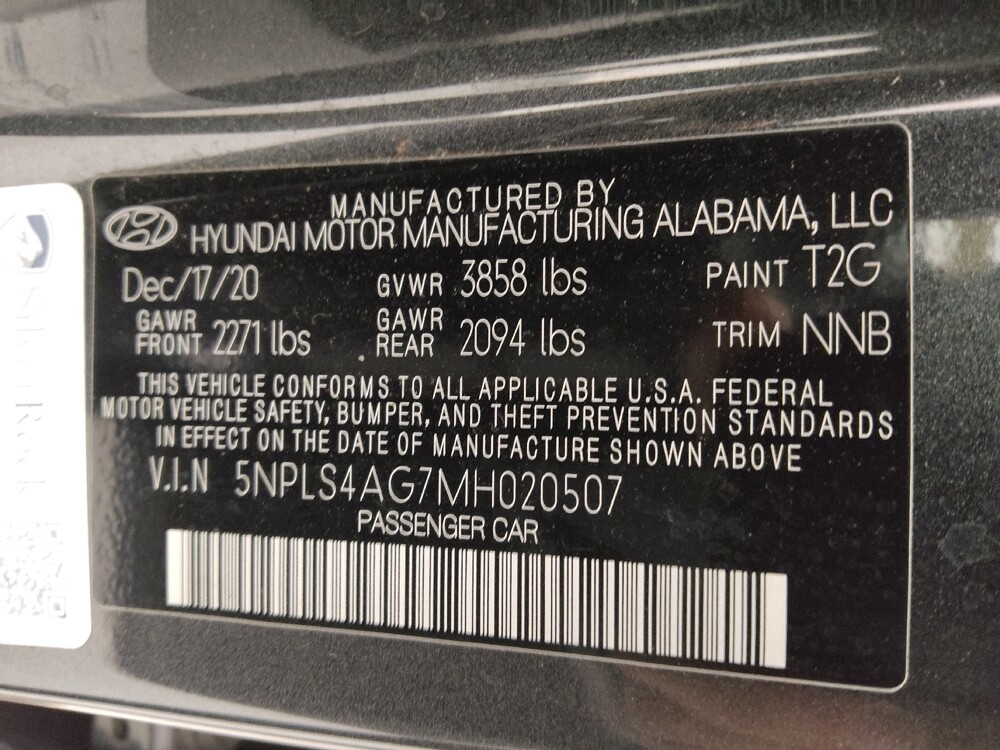 MANUFACTURED BY
HYUNDAI MOTOR MANUFACTURING ALABAMA, LLC
Dec/17/20 GVWR 3858 lbs PAINT T2G
GAWR FRONT 2271 lbs GAWR REAR 2094 lbs TRIM NNB
THIS VEHICLE CONFORMS TO ALL APPLICABLE U.S.A. FEDERAL
MOTOR VEHICLE SAFETY, BUMPER, AND THEFT PREVENTION STANDARDS
IN EFFECT ON THE DATE OF MANUFACTURE SHOWN ABOVE
V.I.N 5NPLS4AG7MH020507
PASSENGER CAR